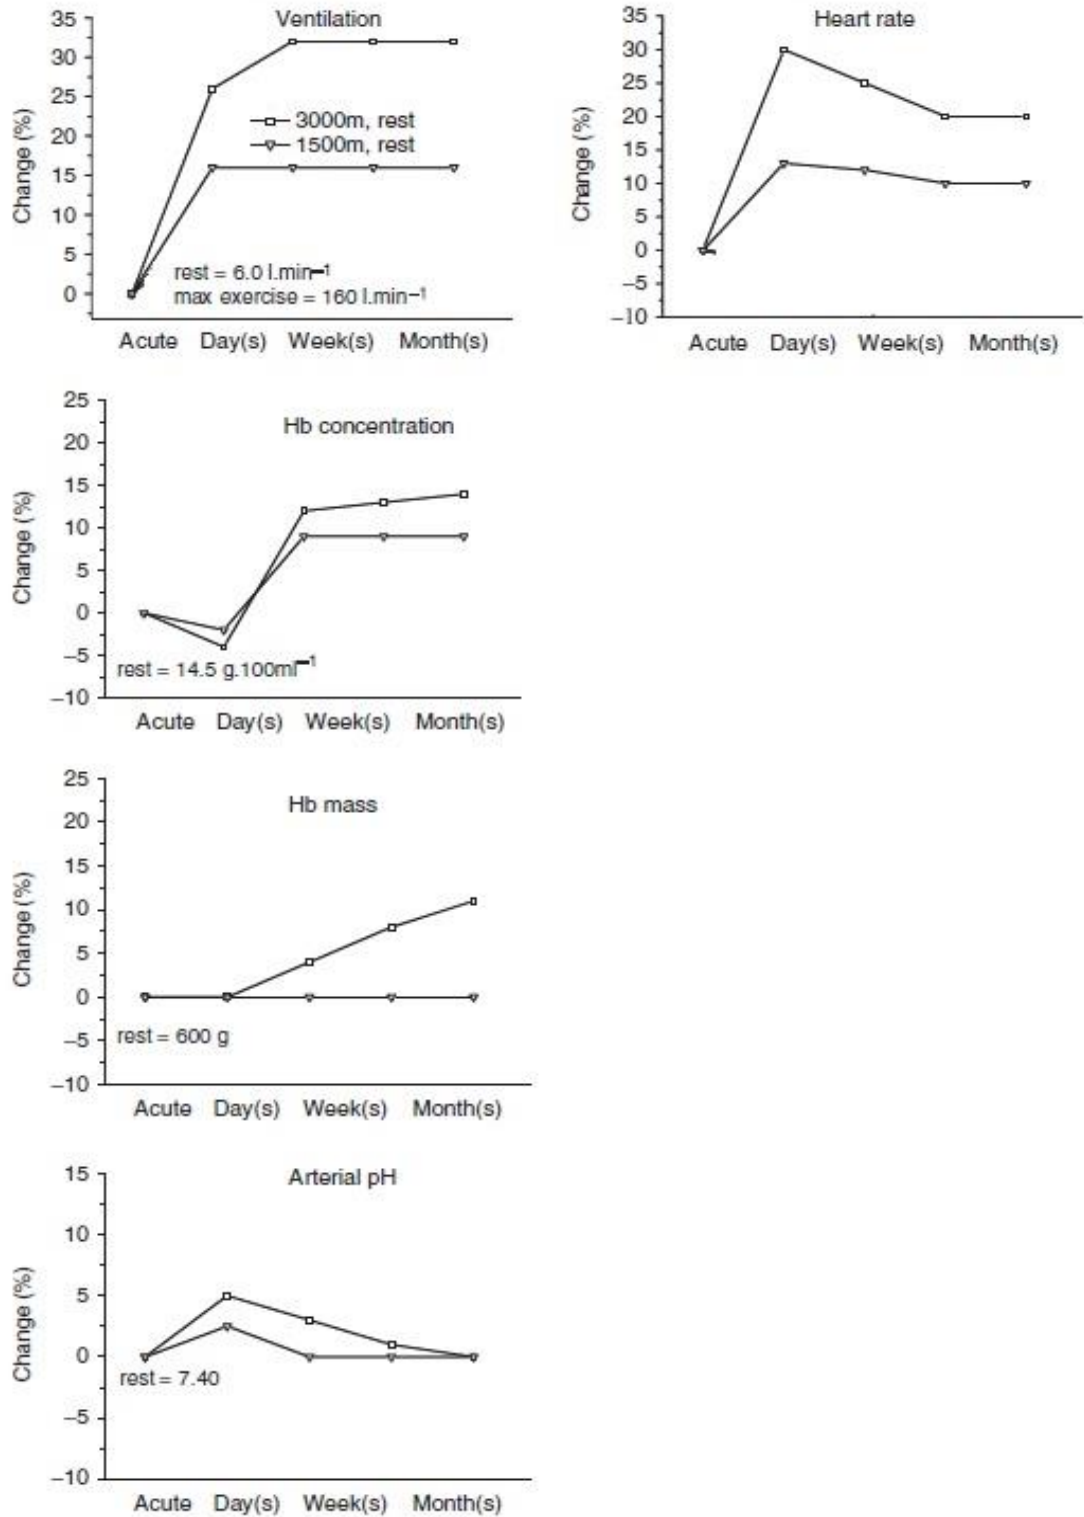 Ventilation
35
30
25
20
15
10
5
0
Change (%)
3000m, rest
1500m, rest
rest = 6.0 l.min–1
max exercise = 160 l.min–1
Acute Day(s) Week(s) Month(s)
Heart rate
35
30
25
20
15
10
5
0
–5
–10
Change (%)
Acute Day(s) Week(s) Month(s)
Hb concentration
25
20
15
10
5
0
–5
–10
Change (%)
rest = 14.5 g.100ml–1
Acute Day(s) Week(s) Month(s)
Hb mass
25
20
15
10
5
0
–5
–10
Change (%)
rest = 600 g
Acute Day(s) Week(s) Month(s)
Arterial pH
15
10
5
0
–5
–10
Change (%)
rest = 7.40
Acute Day(s) Week(s) Month(s)